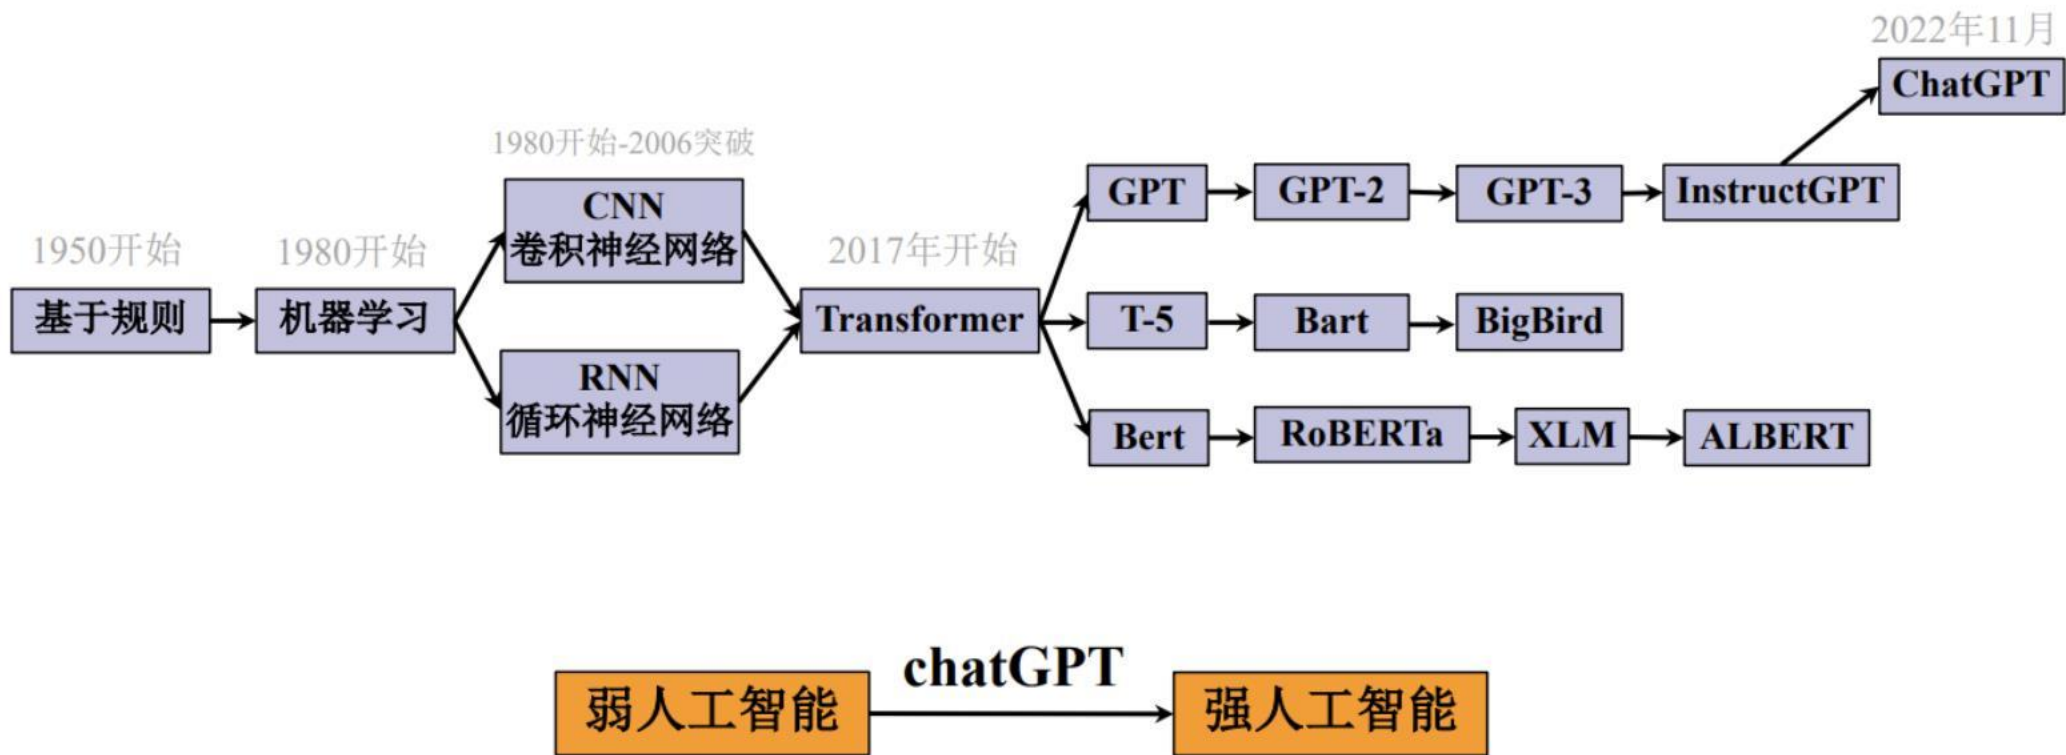 2022年11月
ChatGPT
1980开始-2006突破
CNN
卷积神经网络
GPT
GPT-2
GPT-3
InstructGPT
1950开始
1980开始
2017年开始
基于规则
机器学习
Transformer
T-5
Bart
BigBird
RNN
循环神经网络
Bert
RoBERTa
XLM
ALBERT
chatGPT
弱人工智能
强人工智能